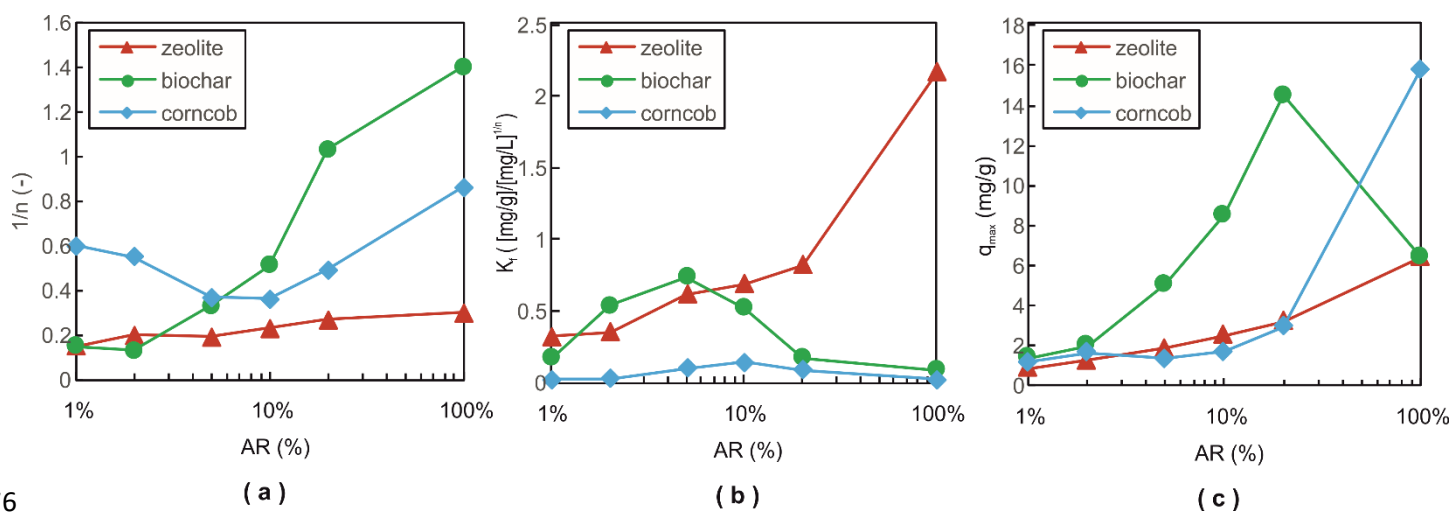 1.6
1.4
1.2
1
0.8
0.6
0.4
0.2
0
1/n (-)
zeolite
biochar
corncob
1%
10%
100%
AR (%)
( a )
2.5
2
1.5
1
0.5
0
K_f ( [mg/g]/[mg/L]^1/n )
zeolite
biochar
corncob
1%
10%
100%
AR (%)
( b )
18
16
14
12
10
8
6
4
2
0
q_max (mg/g)
zeolite
biochar
corncob
1%
10%
100%
AR (%)
( c )